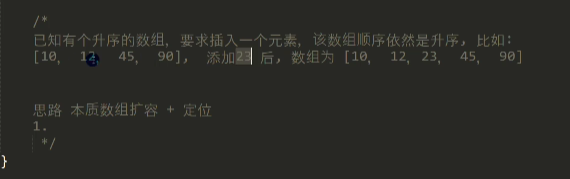 /*
已知有个升序的数组，要求插入一个元素，该数组顺序依然是升序，比如：
[10， 12， 45， 90]， 添加23 后，数组为 [10， 12，23， 45， 90]
思路 本质数组扩容 + 定位
1.
*/
}